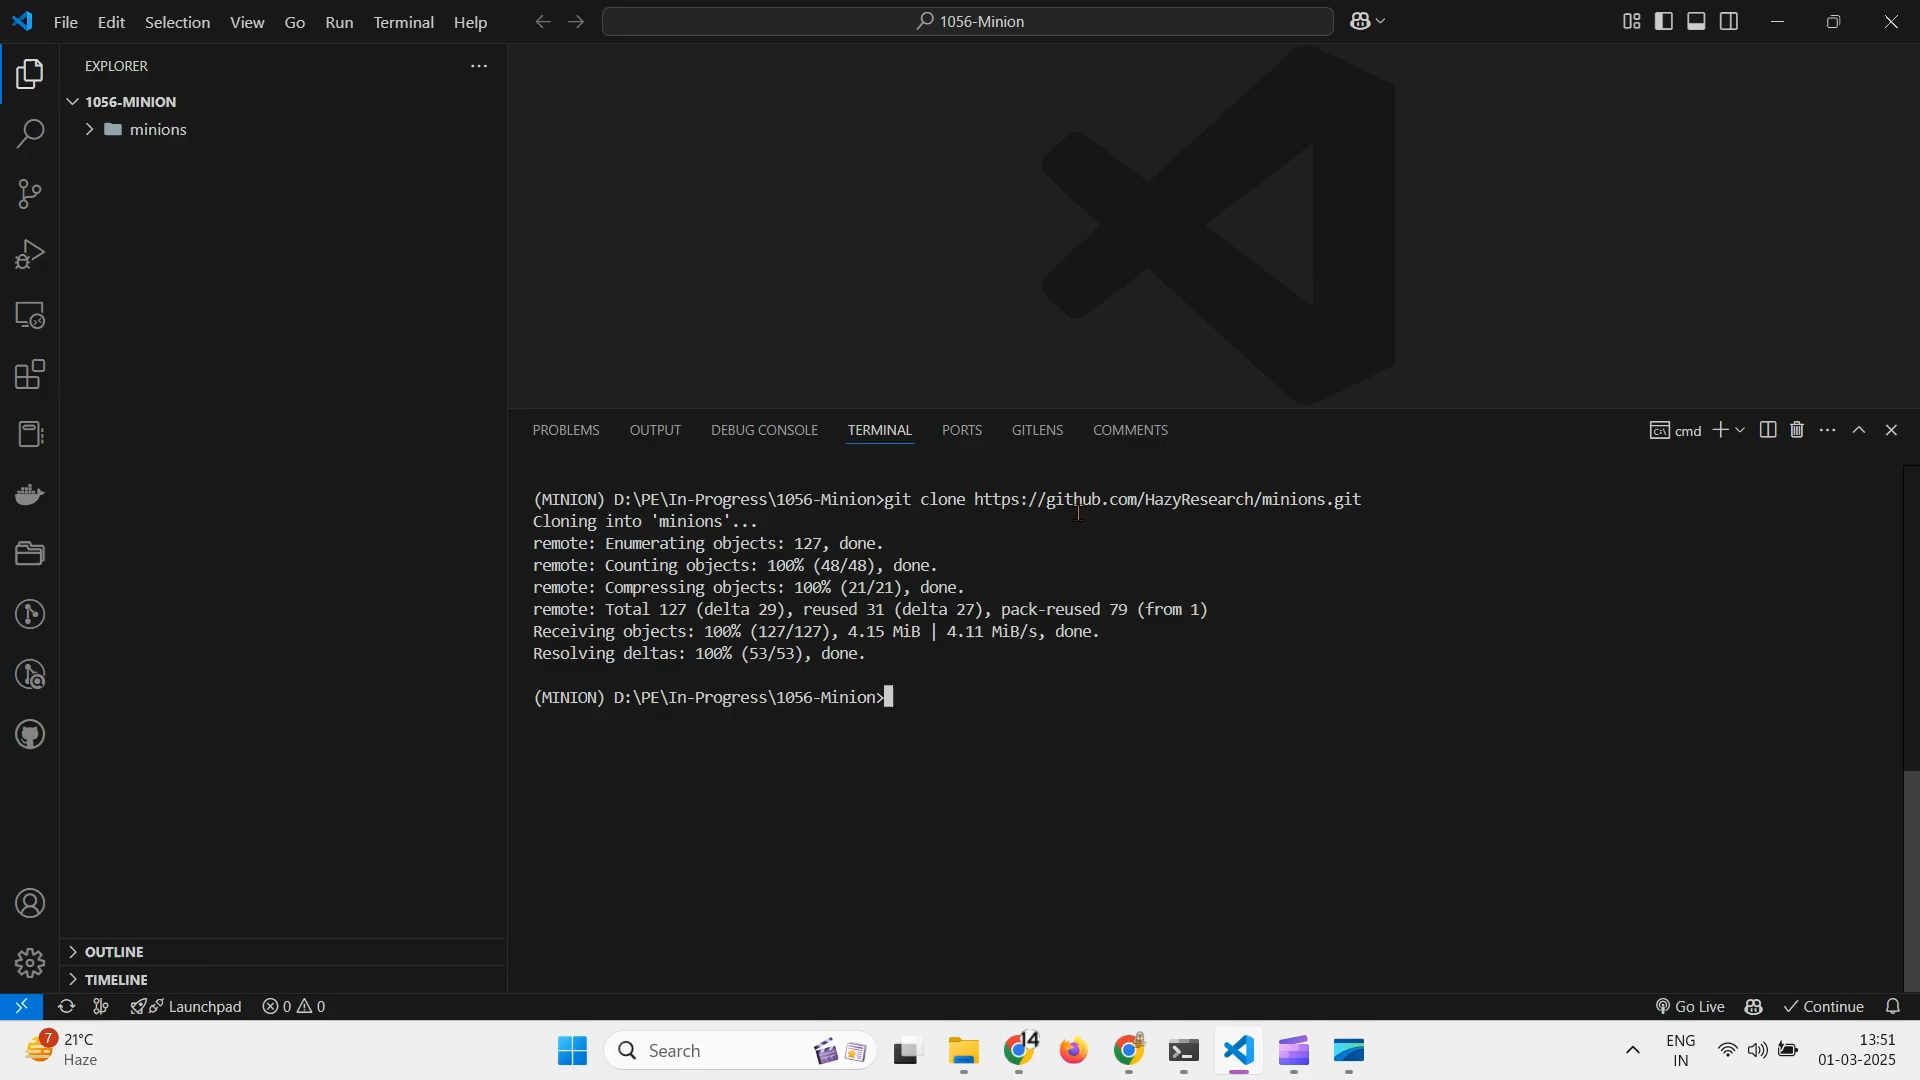 File Edit Selection View Go Run Terminal Help
1056-Minion
EXPLORER
1056-MINION
minions
PROBLEMS OUTPUT DEBUG CONSOLE TERMINAL PORTS GITLENS COMMENTS
cmd
(MINION) D:\PE\In-Progress\1056-Minion>git clone https://github.com/HazyResearch/minions.git
Cloning into 'minions'...
remote: Enumerating objects: 127, done.
remote: Counting objects: 100% (48/48), done.
remote: Compressing objects: 100% (21/21), done.
remote: Total 127 (delta 29), reused 31 (delta 27), pack-reused 79 (from 1)
Receiving objects: 100% (127/127), 4.15 MiB | 4.11 MiB/s, done.
Resolving deltas: 100% (53/53), done.
(MINION) D:\PE\In-Progress\1056-Minion>
OUTLINE
TIMELINE
Launchpad 0 0
Go Live Continue
7 21°C
Haze
Search
14
ENG
IN
13:51
01-03-2025